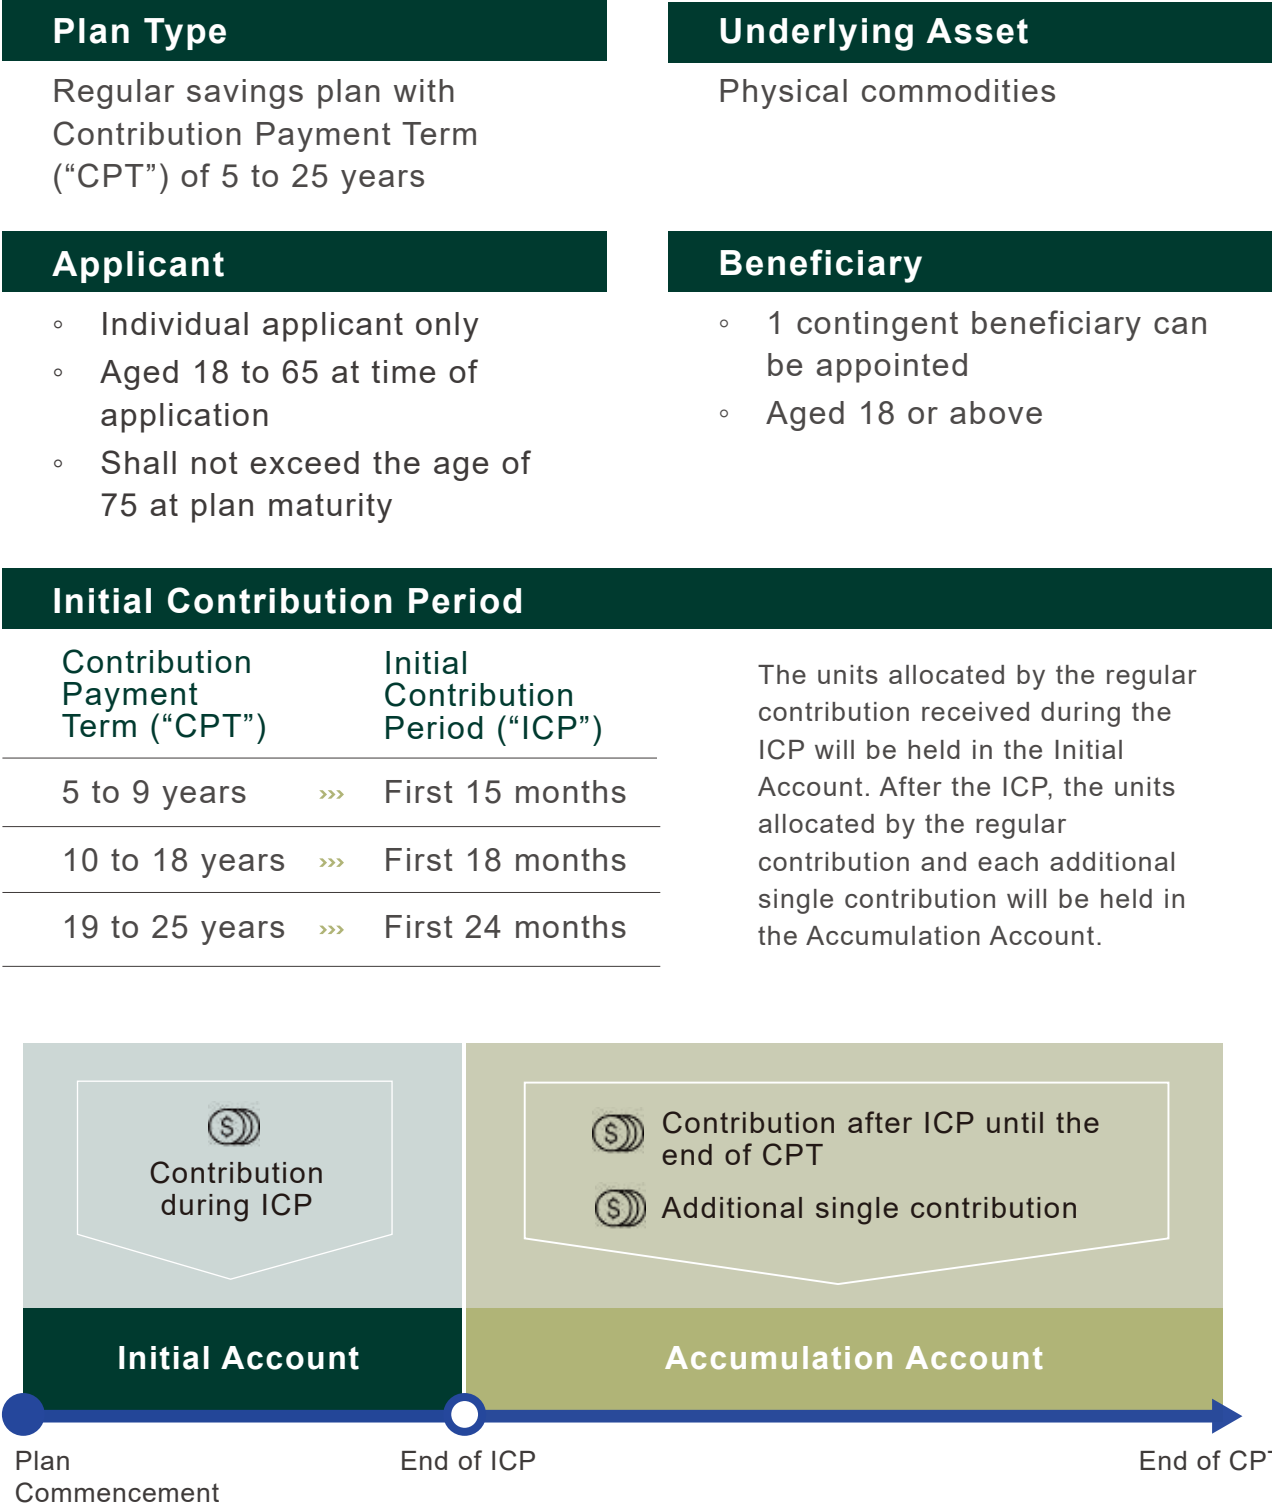 Plan Type
Regular savings plan with
Contribution Payment Term
(“CPT”) of 5 to 25 years
Underlying Asset
Physical commodities
Applicant
◦ Individual applicant only
◦ Aged 18 to 65 at time of
application
◦ Shall not exceed the age of
75 at plan maturity
Beneficiary
◦ 1 contingent beneficiary can
be appointed
◦ Aged 18 or above
Initial Contribution Period
Contribution
Payment
Term (“CPT”)
Initial
Contribution
Period (“ICP”)
5 to 9 years ››› First 15 months
10 to 18 years ››› First 18 months
19 to 25 years ››› First 24 months
The units allocated by the regular
contribution received during the
ICP will be held in the Initial
Account. After the ICP, the units
allocated by the regular
contribution and each additional
single contribution will be held in
the Accumulation Account.
Contribution
during ICP
Contribution after ICP until the
end of CPT
Additional single contribution
Initial Account
Accumulation Account
Plan
Commencement
End of ICP
End of CPT